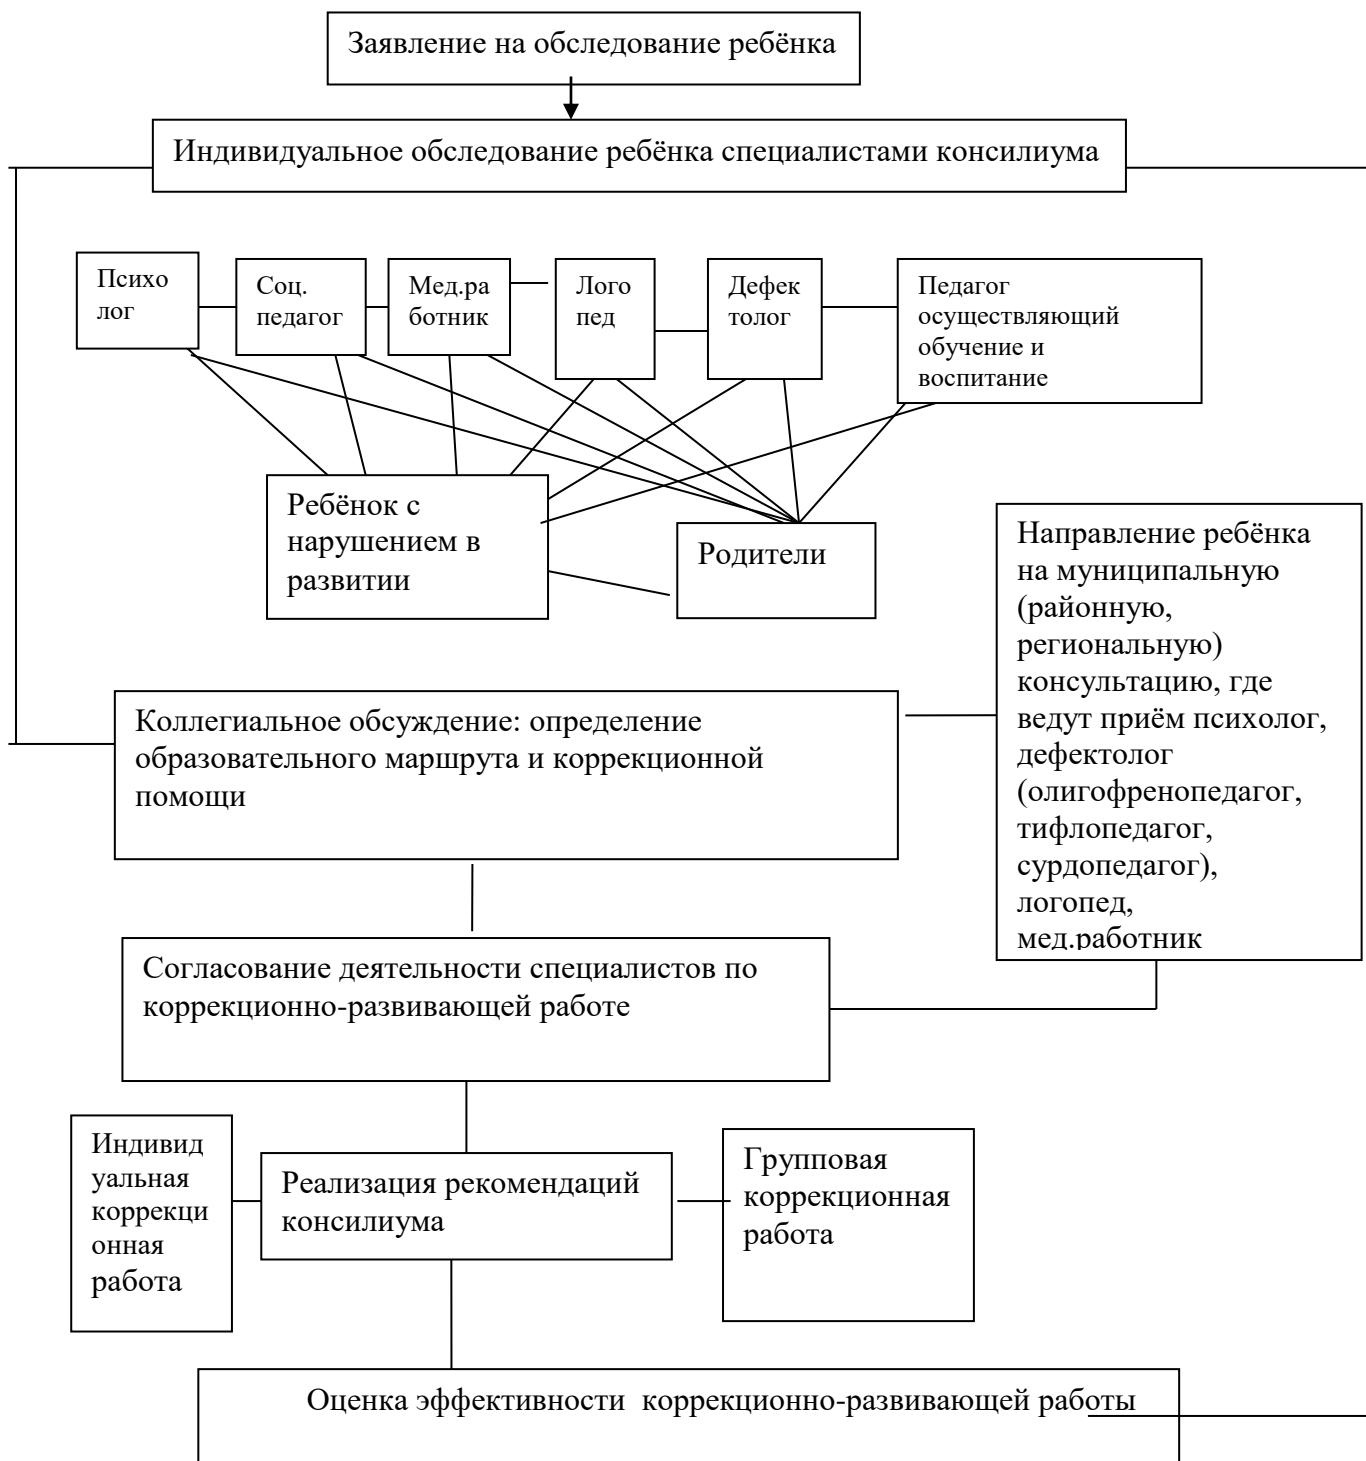 Заявление на обследование ребёнка
Индивидуальное обследование ребёнка специалистами консилиума
Психо
лог
Соц.
педагог
Мед.ра
ботник
Лого
пед
Дефек
толог
Педагог
осуществляющий
обучение и
воспитание
Ребёнок с
нарушением в
развитии
Родители
Направление ребёнка
на муниципальную
(районную,
региональную)
консультацию, где
ведут приём психолог,
дефектолог
(олигофренопедагог,
тифлопедагог,
сурдопедагог),
логопед,
мед.работник
Коллегиальное обсуждение: определение
образовательного маршрута и коррекционной
помощи
Согласование деятельности специалистов по
коррекционно-развивающей работе
Индивид
уальная
коррекци
онная
работа
Реализация рекомендаций
консилиума
Групповая
коррекционная
работа
Оценка эффективности  коррекционно-развивающей работы